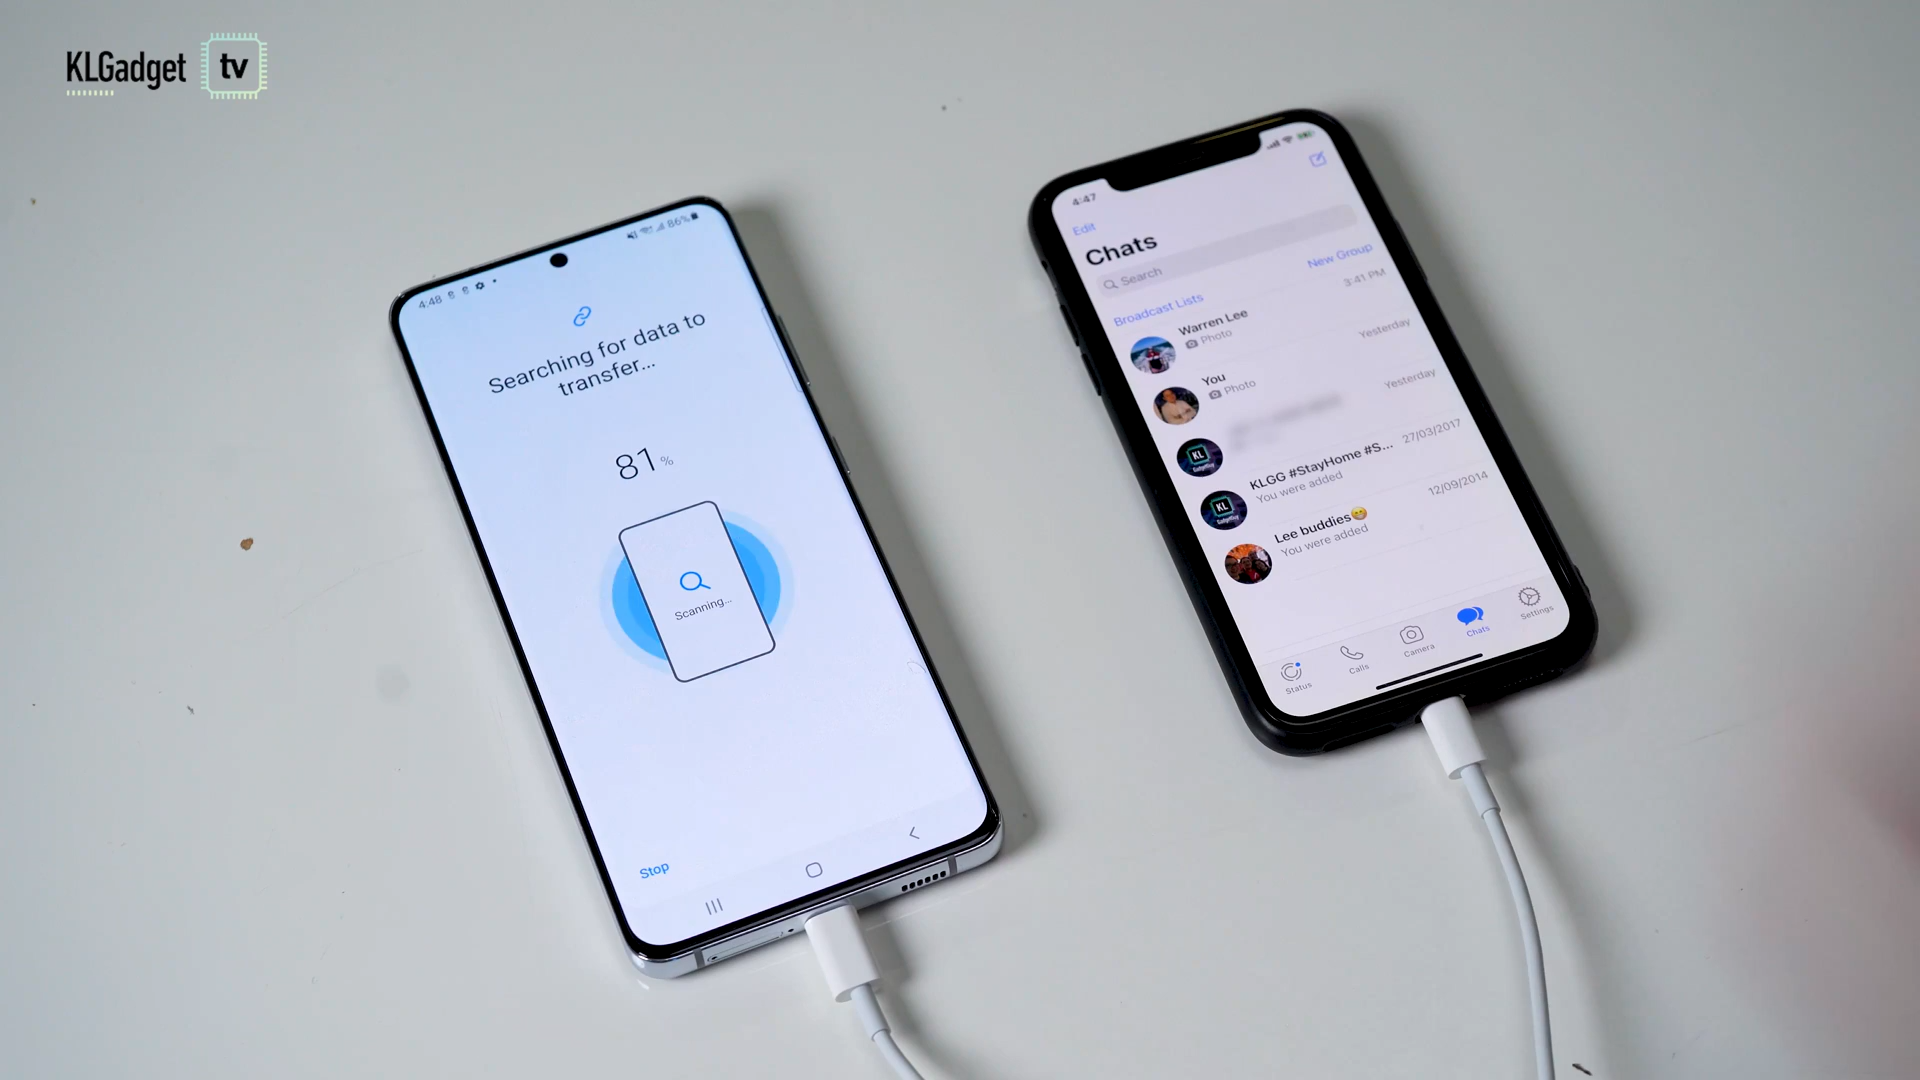 KLGadget tv
4:48
86%
Searching for data to
transfer...
81%
Scanning...
Stop
4:47
Edit
Chats
Search
Broadcast Lists
New Group
Warren Lee
3:41 PM
Photo
You
Yesterday
Photo
Yesterday
KL
KLGG #StayHome #S...
27/03/2017
You were added
KL
Lee buddies😋
12/09/2014
You were added
Status
Calls
Camera
Chats
Settings